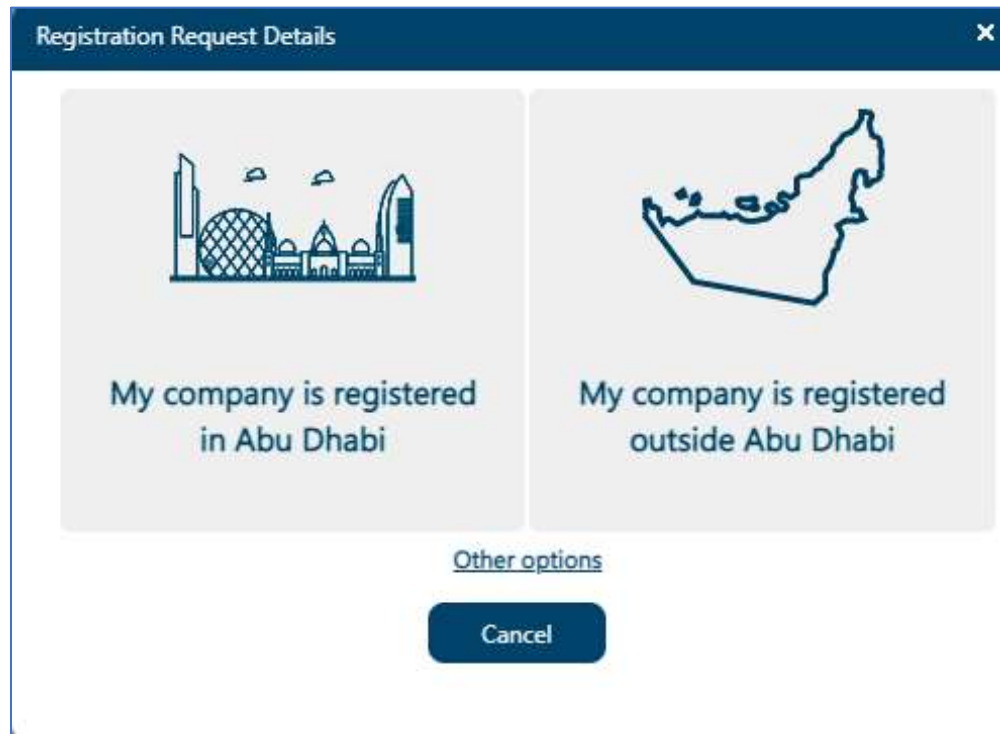 Registration Request Details
My company is registered
in Abu Dhabi
My company is registered
outside Abu Dhabi
Other options
Cancel